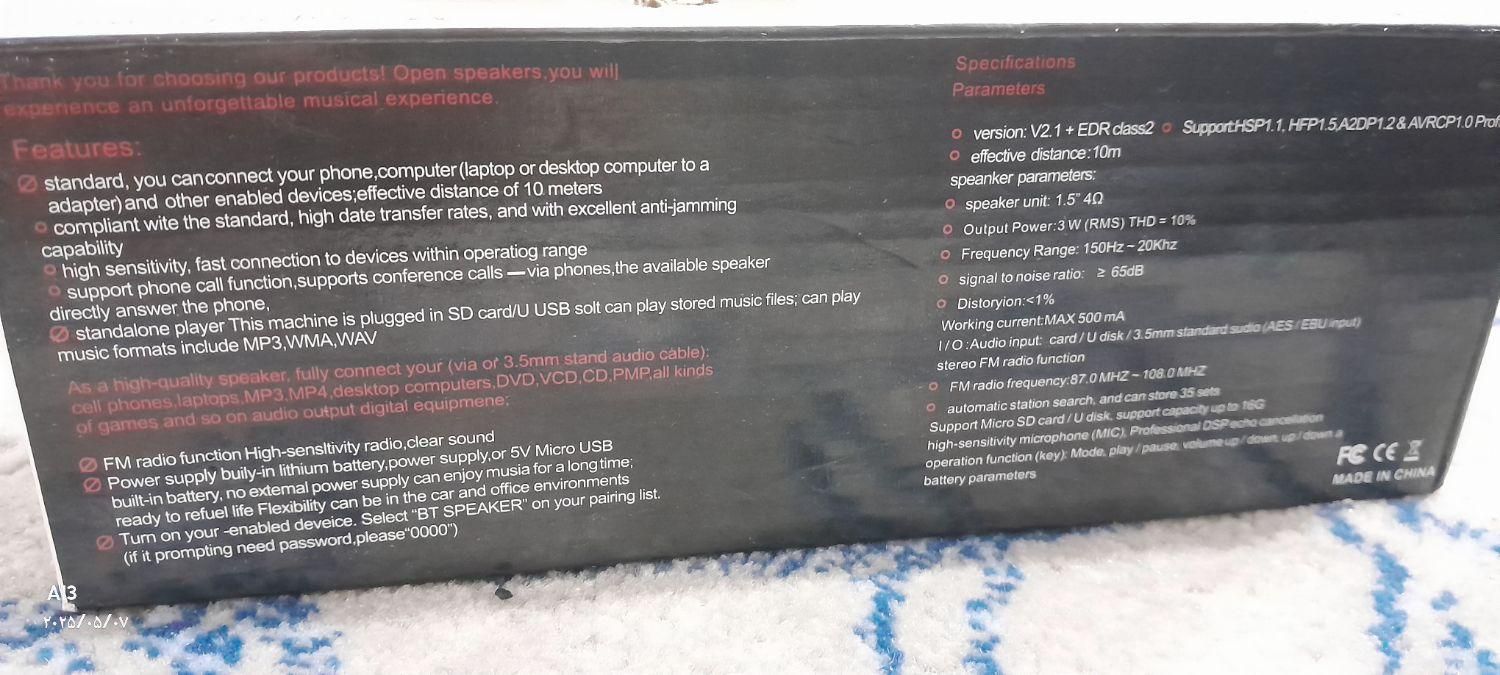 Thank you for choosing our products! Open speakers,you will
experience an unforgettable musical experience.
Features:
standard, you canconnect your phone,computer(laptop or desktop computer to a
adapter)and other enabled devices;effective distance of 10 meters
compliant wite the standard, high date transfer rates, and with excellent anti-jamming
capability
high sensitivity, fast connection to devices within operatiog range
support phone call function,supports conference calls —via phones,the available speaker
directly answer the phone,
standalone player This machine is plugged in SD card/U USB solt can play stored music files; can play
music formats include MP3,WMA,WAV
As a high-quality speaker, fully connect your (via or 3.5mm stand audio cable):
cell phones,laptops,MP3,MP4,desktop computers,DVD,VCD,CD,PMP,all kinds
of games and so on audio output digital equipmene;
FM radio function High-sensltivity radio,clear sound
Power supply buily-in lithium battery,power supply,or 5V Micro USB
built-in battery, no external power supply can enjoy musia for a long time;
ready to refuel life Flexibility can be in the car and office environments
Turn on your -enabled deveice. Select “BT SPEAKER” on your pairing list.
(if it prompting need password,please“0000”)
Specifications
Parameters
version: V2.1 + EDR class2 Support:HSP1.1, HFP1.5,A2DP1.2 & AVRCP1.0 Prof
effective distance:10m
speanker parameters:
speaker unit: 1.5” 4Ω
Output Power:3 W (RMS) THD = 10%
Frequency Range: 150Hz ~ 20Khz
signal to noise ratio: ≥ 65dB
Distoryion:<1%
Working current:MAX 500 mA
I / O :Audio input: card / U disk / 3.5mm standard sudio (AES / EBU input)
stereo FM radio function
FM radio frequency:87.0 MHZ ~ 108.0 MHZ
automatic station search, and can store 35 sets
Support Micro SD card / U disk, support capacity up to 16G
high-sensitivity microphone (MIC), Professional DSP echo cancellation
operation function (key): Mode, play / pause, volume up / down, up / down a
battery parameters
FC CE
MADE IN CHINA
A13
٢٠٢٥/٠٥/٠٧